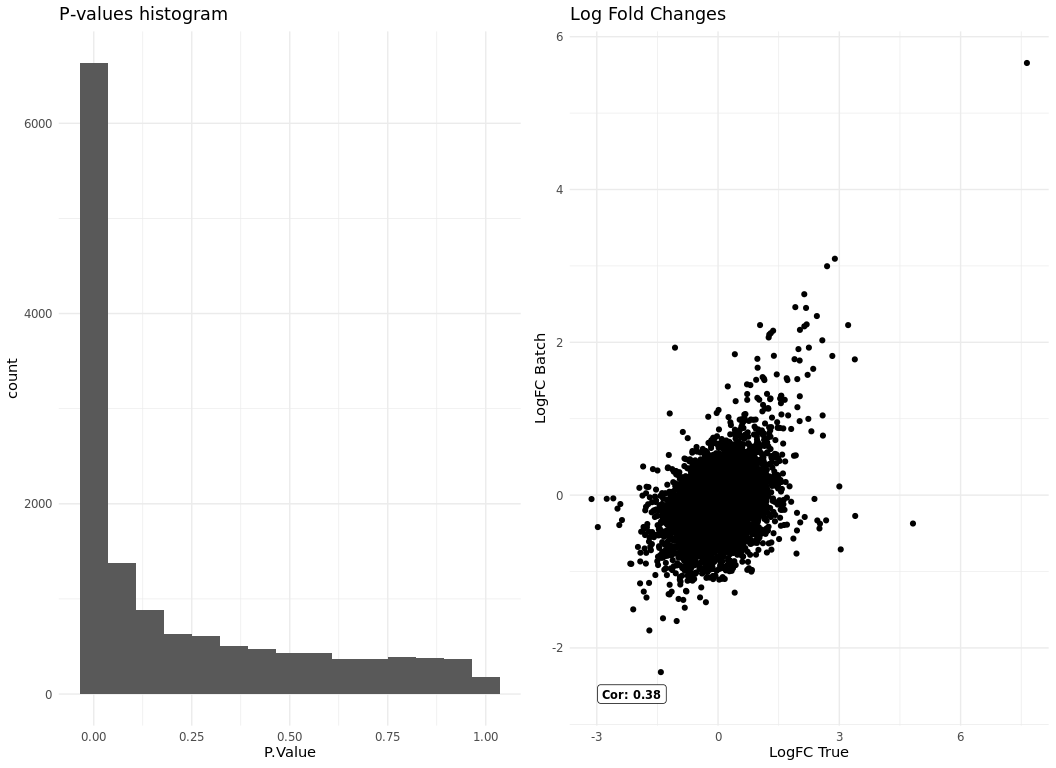 P-values histogram
count
6000
4000
2000
0
0.00 0.25 0.50 0.75 1.00
P.Value
Log Fold Changes
LogFC Batch
6
4
2
0
-2
Cor: 0.38
-3 0 3 6
LogFC True